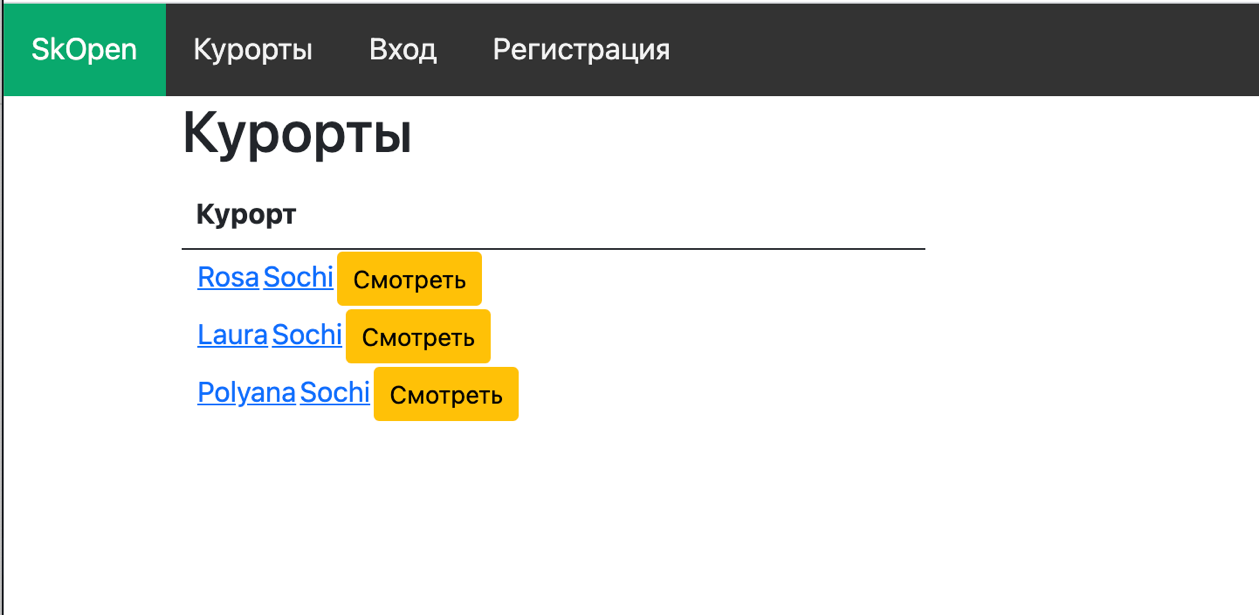 SkOpen Курорты Вход Регистрация
Курорты
Курорт
Rosa Sochi Смотреть
Laura Sochi Смотреть
Polyana Sochi Смотреть